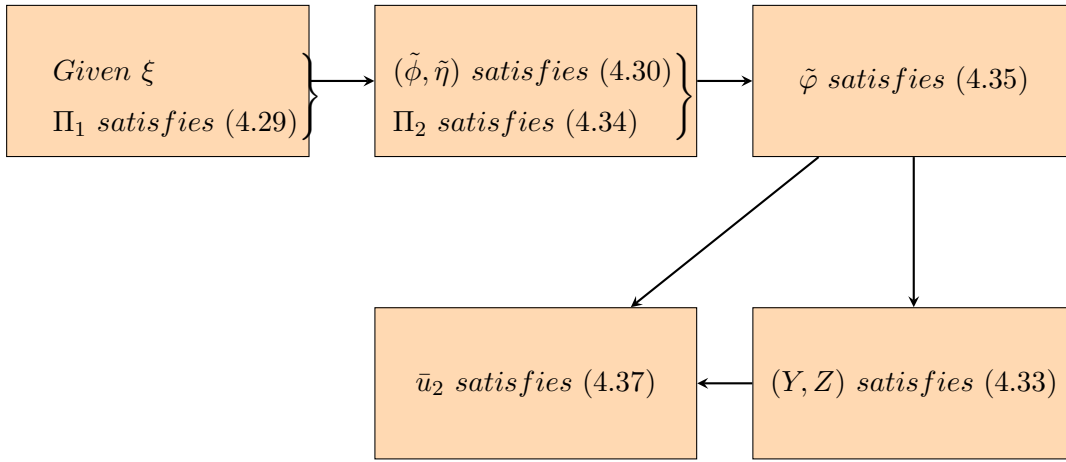 Given ξ
Π₁ satisfies (4.29)
(ϕ̃, η̃) satisfies (4.30)
Π₂ satisfies (4.34)
φ̃ satisfies (4.35)
ū₂ satisfies (4.37)
(Y, Z) satisfies (4.33)